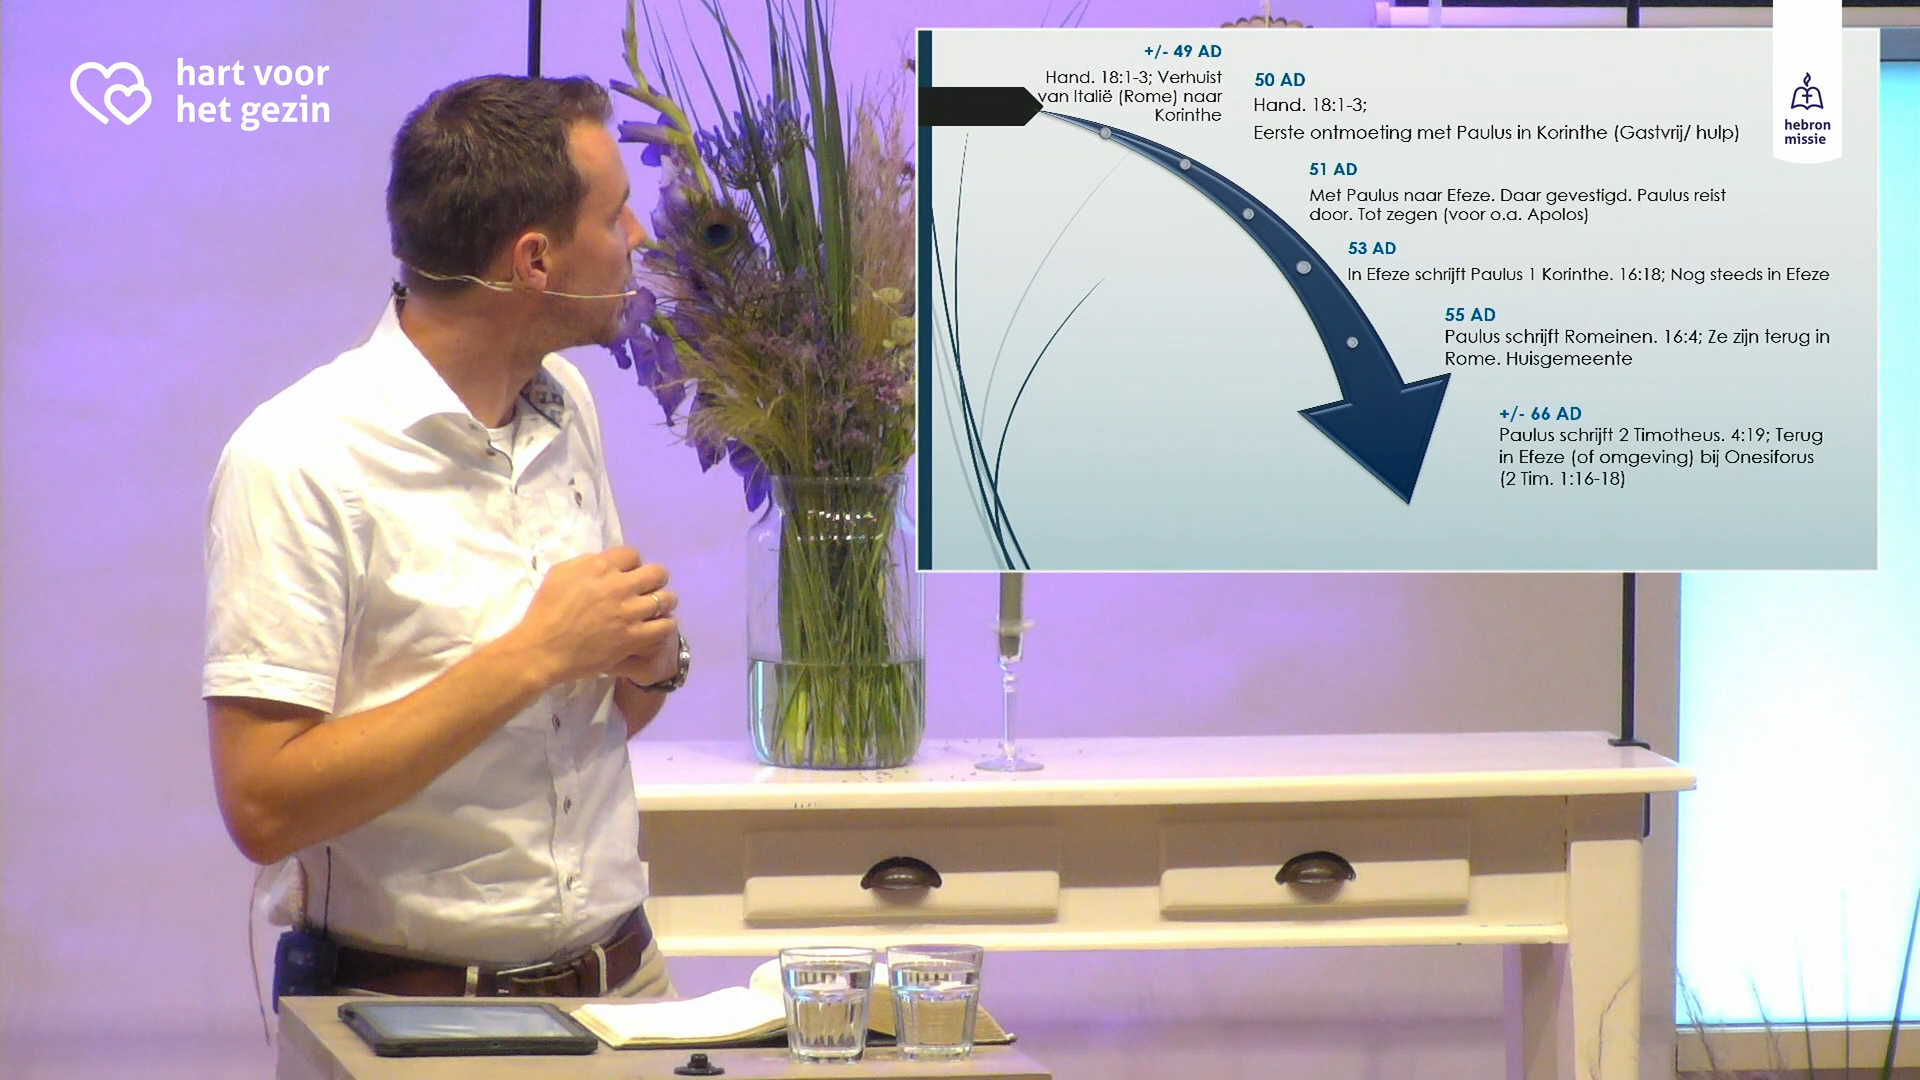 hart voor
het gezin
+/- 49 AD
Hand. 18:1-3; Verhuist
van Italië (Rome) naar
Korinthe
50 AD
Hand. 18:1-3;
Eerste ontmoeting met Paulus in Korinthe (Gastvrij/ hulp)
51 AD
Met Paulus naar Efeze. Daar gevestigd. Paulus reist
door. Tot zegen (voor o.a. Apolos)
53 AD
In Efeze schrijft Paulus 1 Korinthe. 16:18; Nog steeds in Efeze
55 AD
Paulus schrijft Romeinen. 16:4; Ze zijn terug in
Rome. Huisgemeente
+/- 66 AD
Paulus schrijft 2 Timotheus. 4:19; Terug
in Efeze (of omgeving) bij Onesiforus
(2 Tim. 1:16-18)
hebron
missie